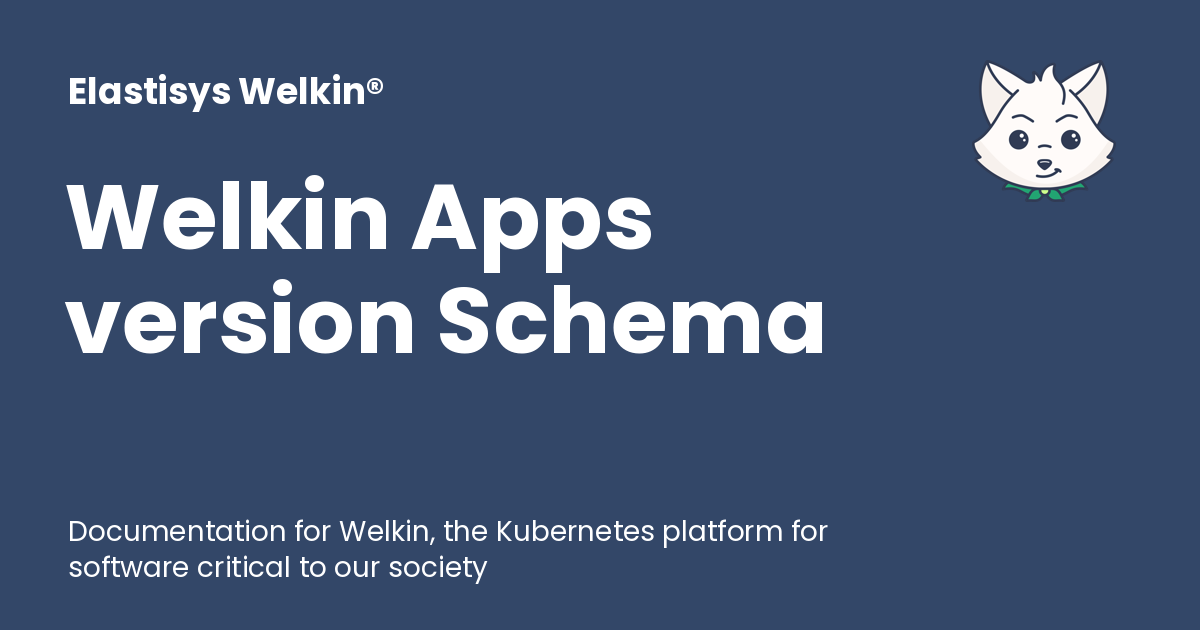 Elastisys Welkin®
Welkin Apps
version Schema
Documentation for Welkin, the Kubernetes platform for
software critical to our society